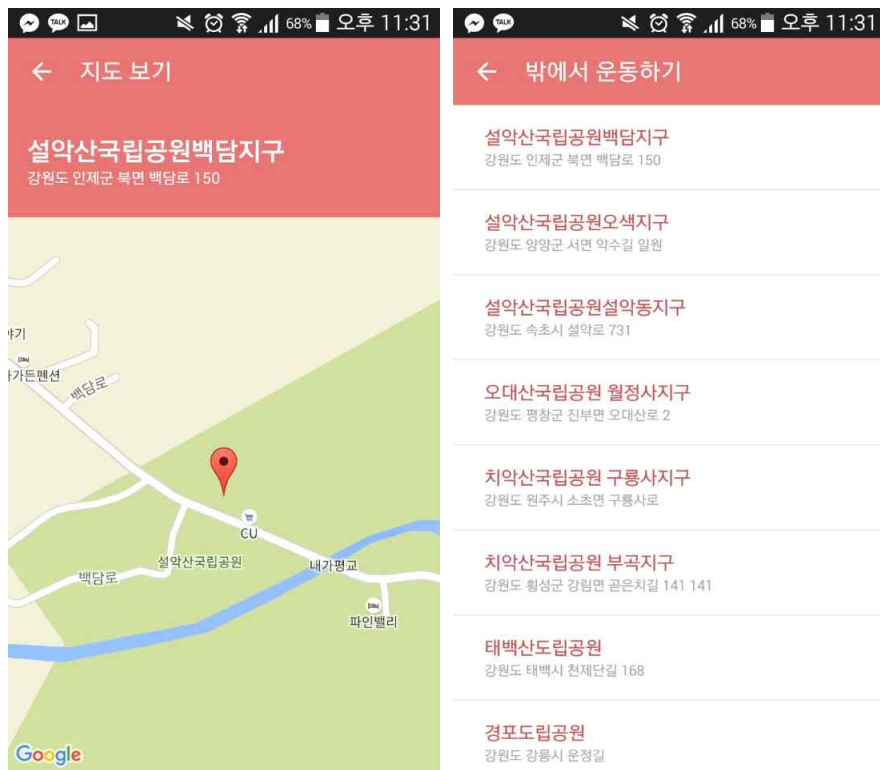 TALK
68%
오후 11:31
지도 보기
설악산국립공원백담지구
강원도 인제군 북면 백담로 150
가든펜션
백담로
CU
설악산국립공원
내가평교
백담로
파인밸리
Google
TALK
68%
오후 11:31
밖에서 운동하기
설악산국립공원백담지구
강원도 인제군 북면 백담로 150
설악산국립공원오색지구
강원도 양양군 서면 약수길 일원
설악산국립공원설악동지구
강원도 속초시 설악로 731
오대산국립공원 월정사지구
강원도 평창군 진부면 오대산로 2
치악산국립공원 구룡사지구
강원도 원주시 소초면 구룡사로
치악산국립공원 부곡지구
강원도 횡성군 강림면 곧은치길 141 141
태백산도립공원
강원도 태백시 천제단길 168
경포도립공원
강원도 강릉시 운정길